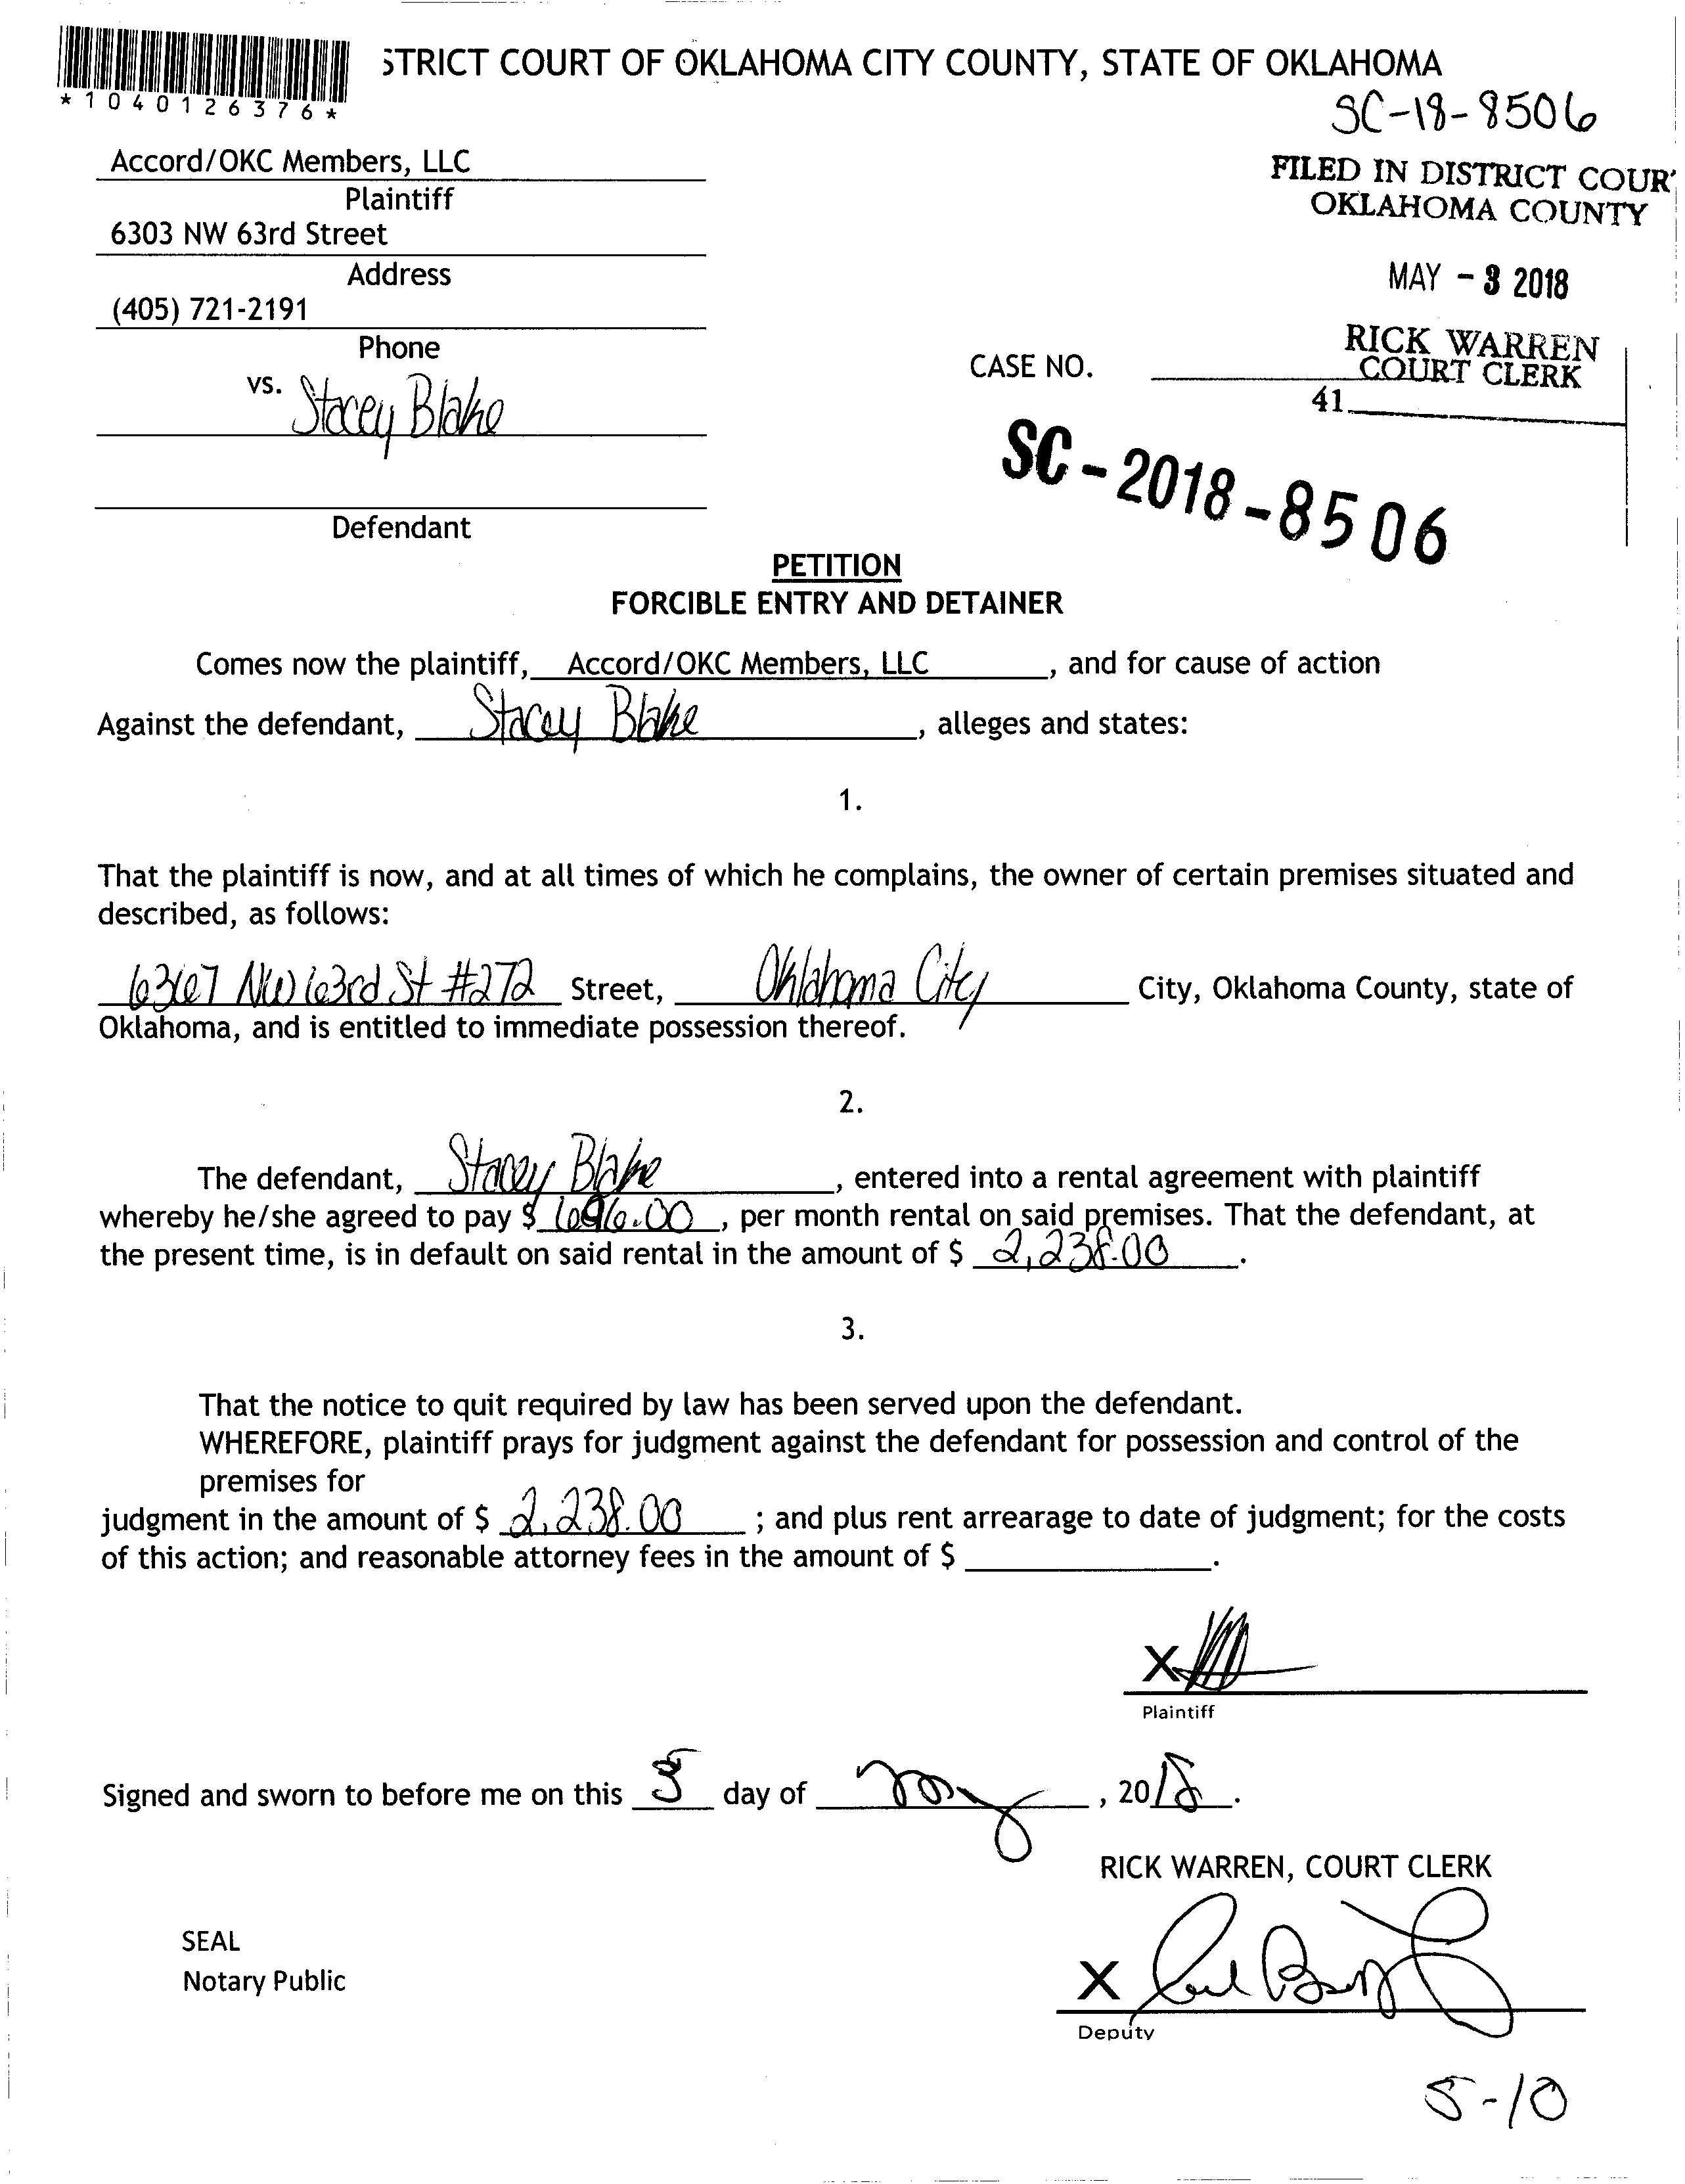 STRICT COURT OF OKLAHOMA CITY COUNTY, STATE OF OKLAHOMA
*1040126376*
SC-18-8506
Accord/OKC Members, LLC
Plaintiff
6303 NW 63rd Street
Address
(405) 721-2191
Phone
FILED IN DISTRICT COUR
OKLAHOMA COUNTY
MAY - 3 2018
RICK WARREN
COURT CLERK
41
CASE NO.
vs. Stacey Blake
SC-2018-8506
Defendant
PETITION
FORCIBLE ENTRY AND DETAINER
Comes now the plaintiff, Accord/OKC Members, LLC, and for cause of action
Against the defendant, Stacey Blake, alleges and states:
1.
That the plaintiff is now, and at all times of which he complains, the owner of certain premises situated and
described, as follows:
6367 NW 63rd St #272 Street, Oklahoma City City, Oklahoma County, state of
Oklahoma, and is entitled to immediate possession thereof.
2.
The defendant, Stacey Blake, entered into a rental agreement with plaintiff
whereby he/she agreed to pay $ 696.00, per month rental on said premises. That the defendant, at
the present time, is in default on said rental in the amount of $ 2,238.00.
3.
That the notice to quit required by law has been served upon the defendant.
WHEREFORE, plaintiff prays for judgment against the defendant for possession and control of the
premises for
judgment in the amount of $ 2,238.00; and plus rent arrearage to date of judgment; for the costs
of this action; and reasonable attorney fees in the amount of $ .
X
Plaintiff
Signed and sworn to before me on this 3 day of may, 2018.
RICK WARREN, COURT CLERK
SEAL
Notary Public
X
Deputy
5-10